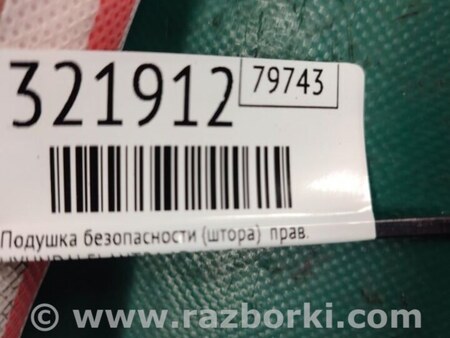 321912
79743
Подушка безопасности (штора) прав.
© www.razborki.com